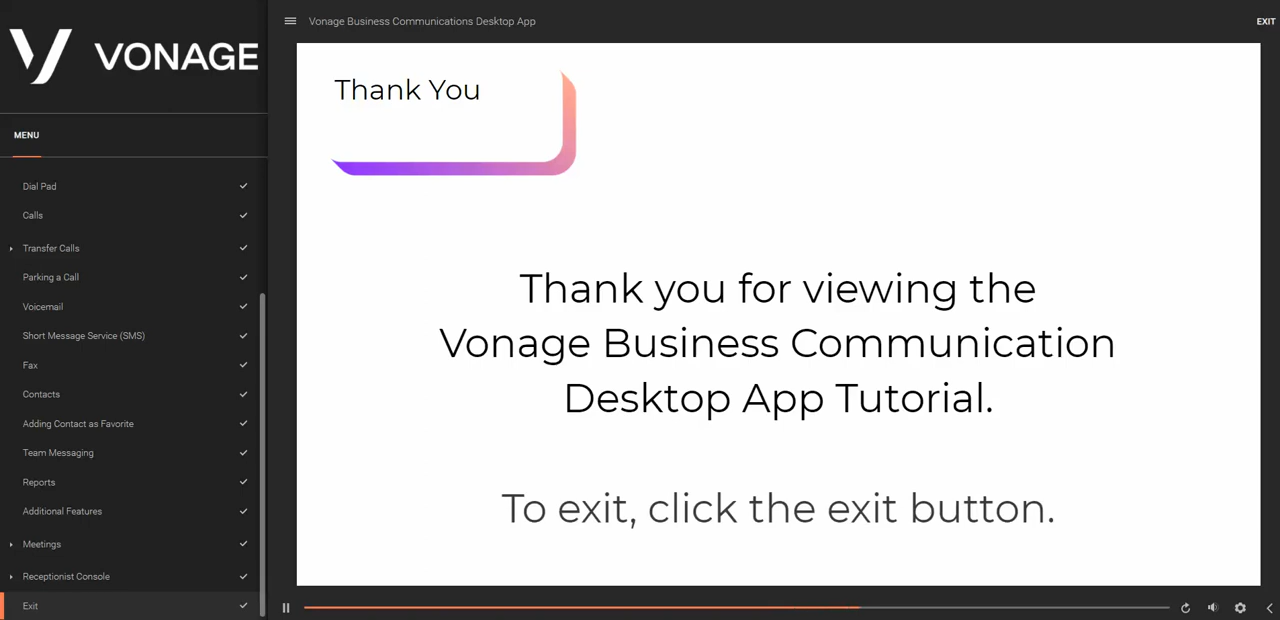 VONAGE
Vonage Business Communications Desktop App
EXIT
MENU
Dial Pad
Calls
Transfer Calls
Parking a Call
Voicemail
Short Message Service (SMS)
Fax
Contacts
Adding Contact as Favorite
Team Messaging
Reports
Additional Features
Meetings
Receptionist Console
Exit
Thank You
Thank you for viewing the
Vonage Business Communication
Desktop App Tutorial.
To exit, click the exit button.